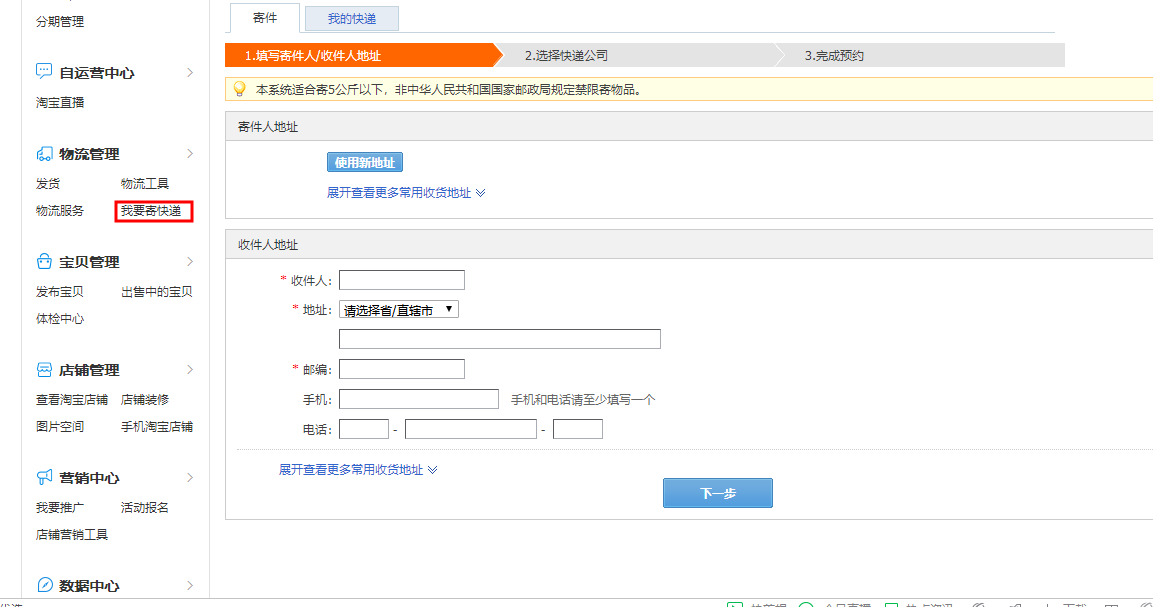 分期管理
自运营中心
淘宝直播
物流管理
发货 物流工具
物流服务 我要寄快递
宝贝管理
发布宝贝 出售中的宝贝
体检中心
店铺管理
查看淘宝店铺 店铺装修
图片空间 手机淘宝店铺
营销中心
我要推广 活动报名
店铺营销工具
数据中心
寄件 我的快递
1.填写寄件人/收件人地址 2.选择快递公司 3.完成预约
本系统适合寄5公斤以下，非中华人民共和国国家邮政局规定禁限寄物品。
寄件人地址
使用新地址
展开查看更多常用收货地址
收件人地址
* 收件人：
* 地址： 请选择省/直辖市
* 邮编：
手机： 手机和电话请至少填写一个
电话： - -
展开查看更多常用收货地址
下一步